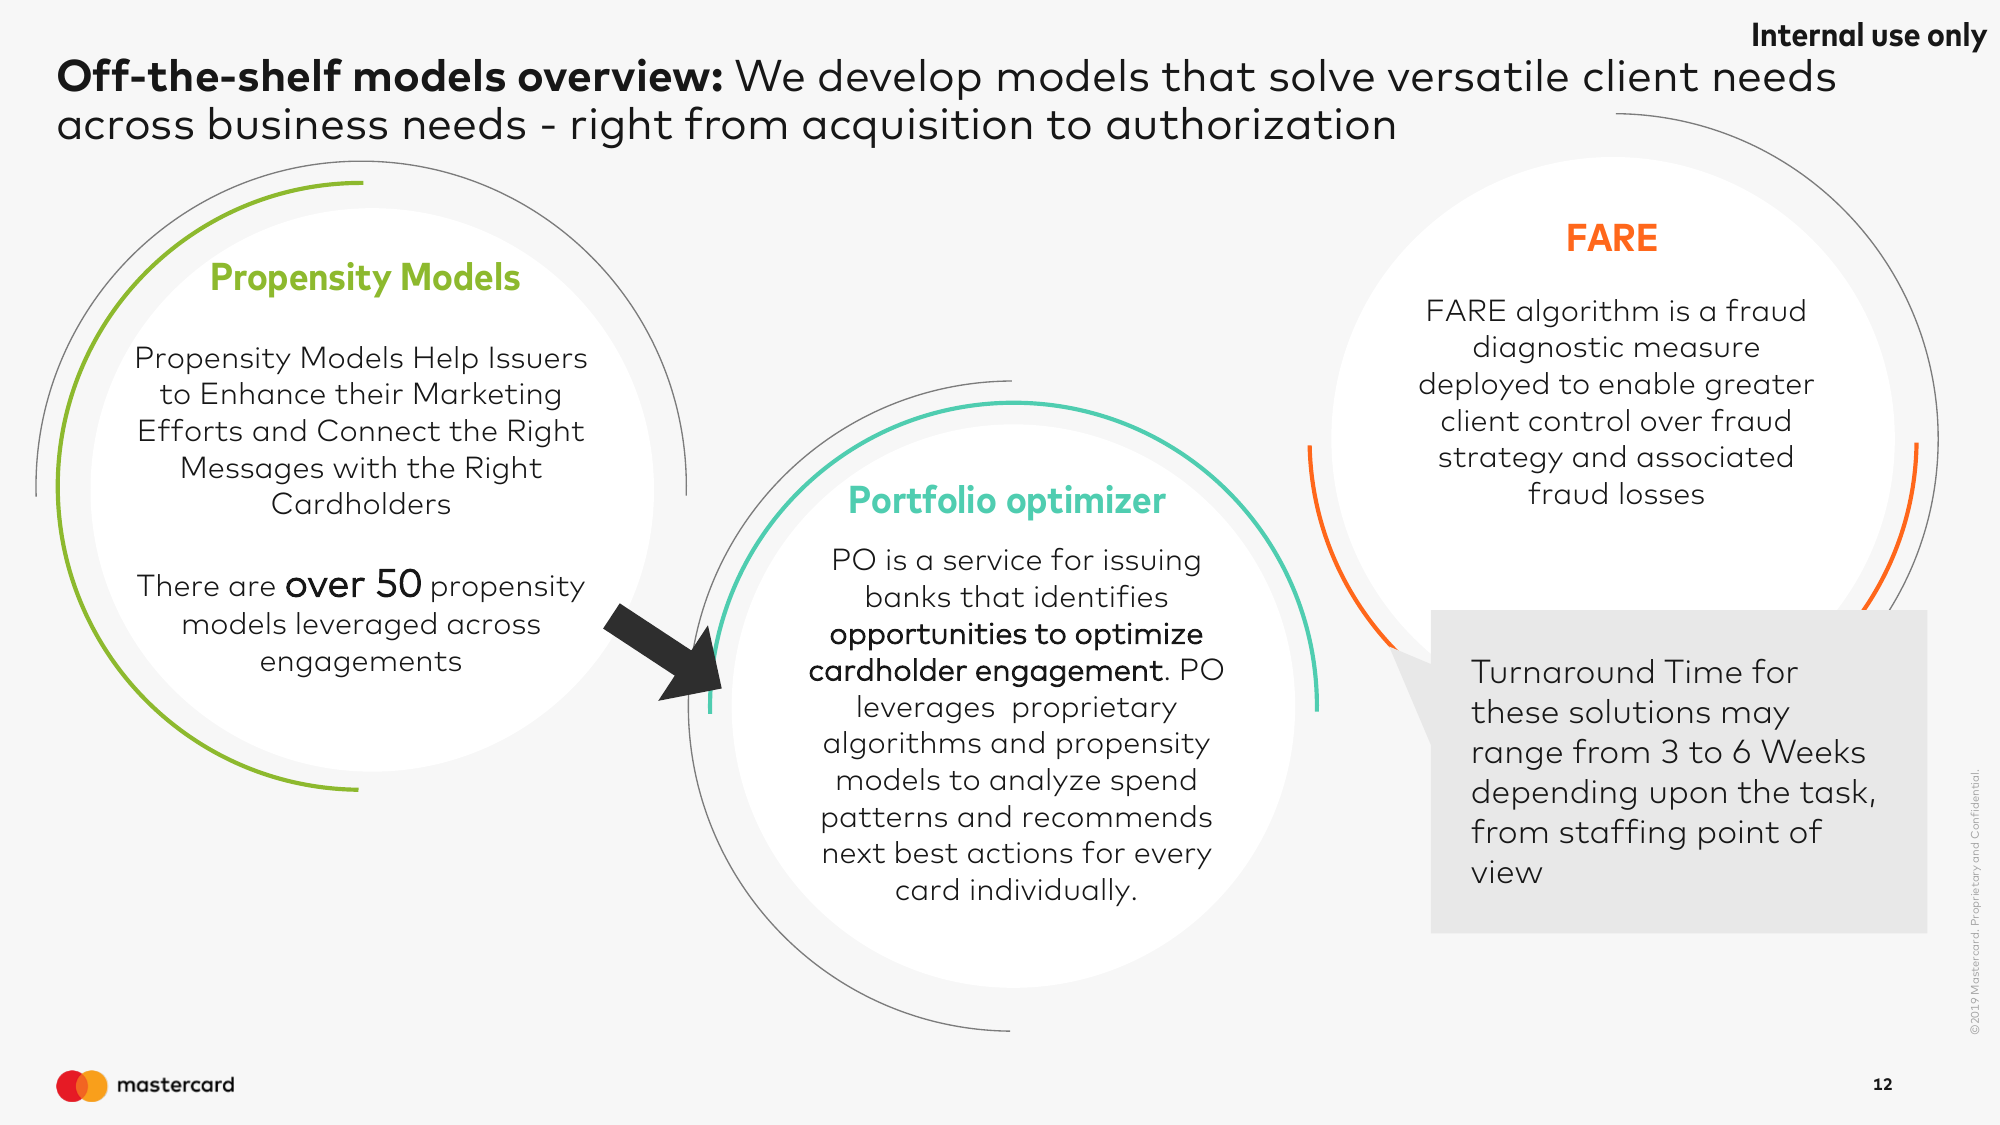 Internal use only
Off-the-shelf models overview: We develop models that solve versatile client needs
across business needs - right from acquisition to authorization
Propensity Models
Propensity Models Help Issuers
to Enhance their Marketing
Efforts and Connect the Right
Messages with the Right
Cardholders
There are over 50 propensity
models leveraged across
engagements
Portfolio optimizer
PO is a service for issuing
banks that identifies
opportunities to optimize
cardholder engagement. PO
leverages  proprietary
algorithms and propensity
models to analyze spend
patterns and recommends
next best actions for every
card individually.
FARE
FARE algorithm is a fraud
diagnostic measure
deployed to enable greater
client control over fraud
strategy and associated
fraud losses
Turnaround Time for
these solutions may
range from 3 to 6 Weeks
depending upon the task,
from staffing point of
view
©2019 Mastercard. Proprietary and Confidential.
mastercard
12